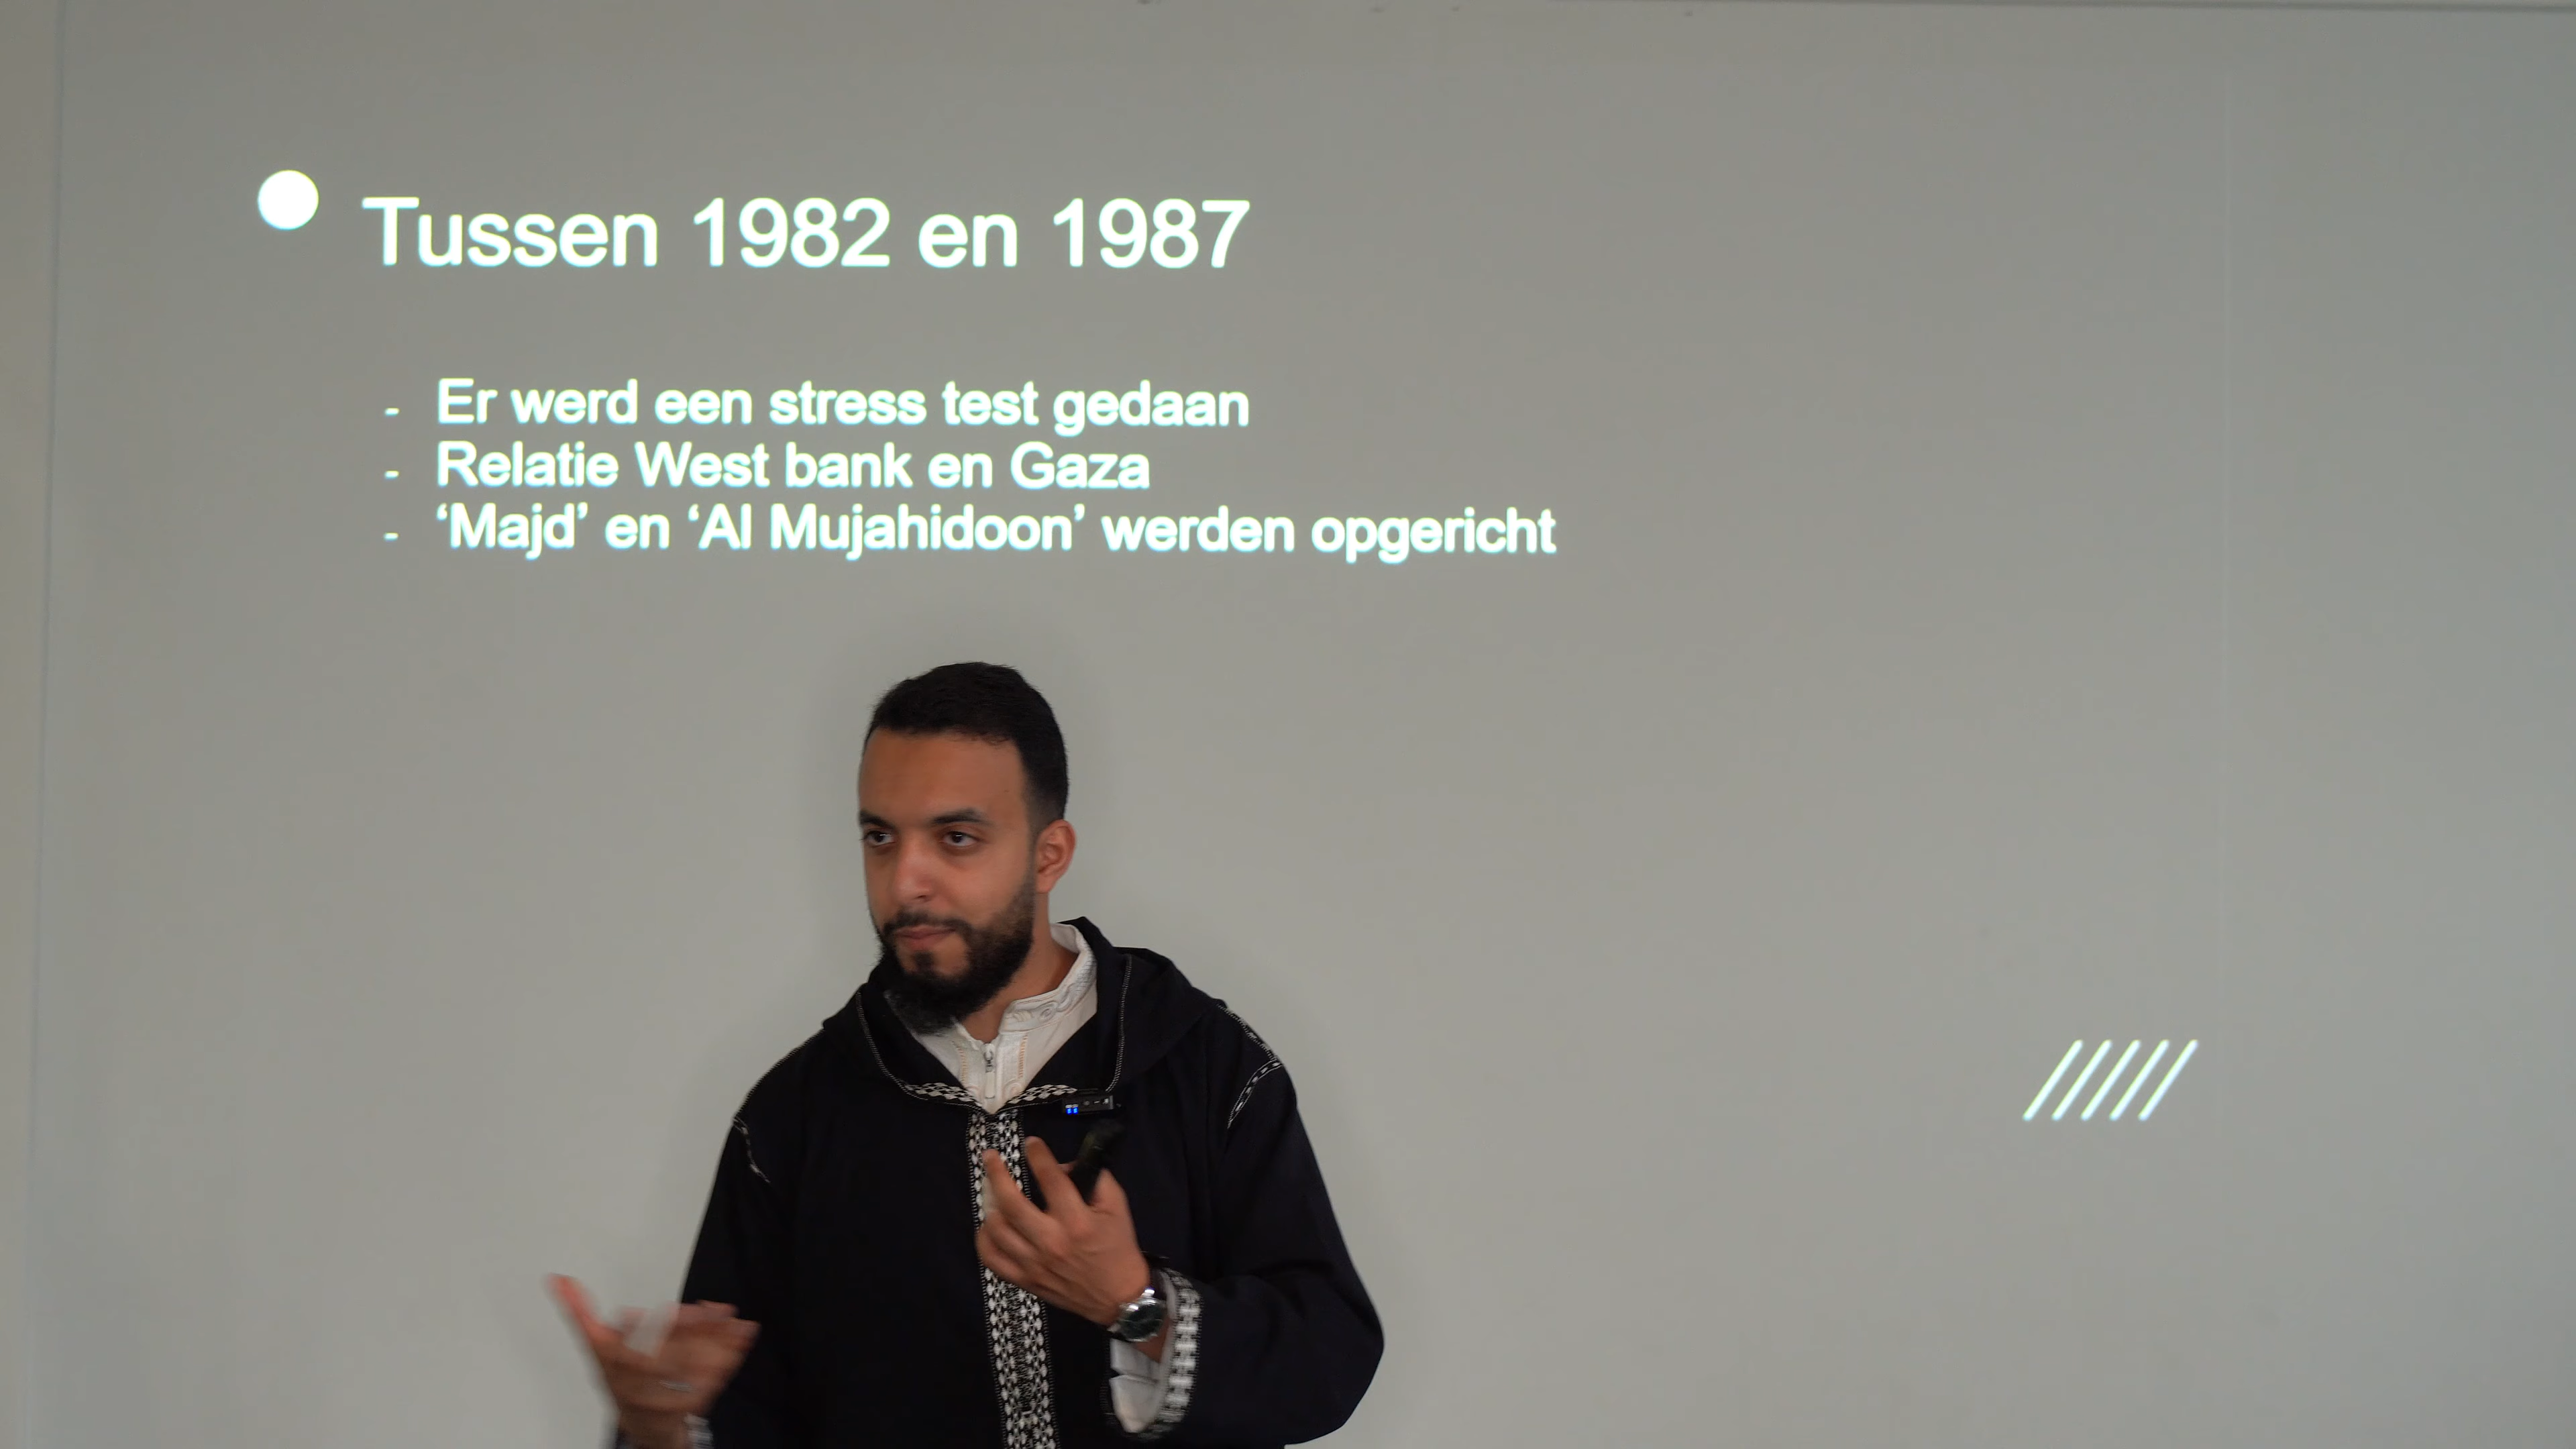 Tussen 1982 en 1987
- Er werd een stress test gedaan
- Relatie West bank en Gaza
- ‘Majd’ en ‘Al Mujahidoon’ werden opgericht